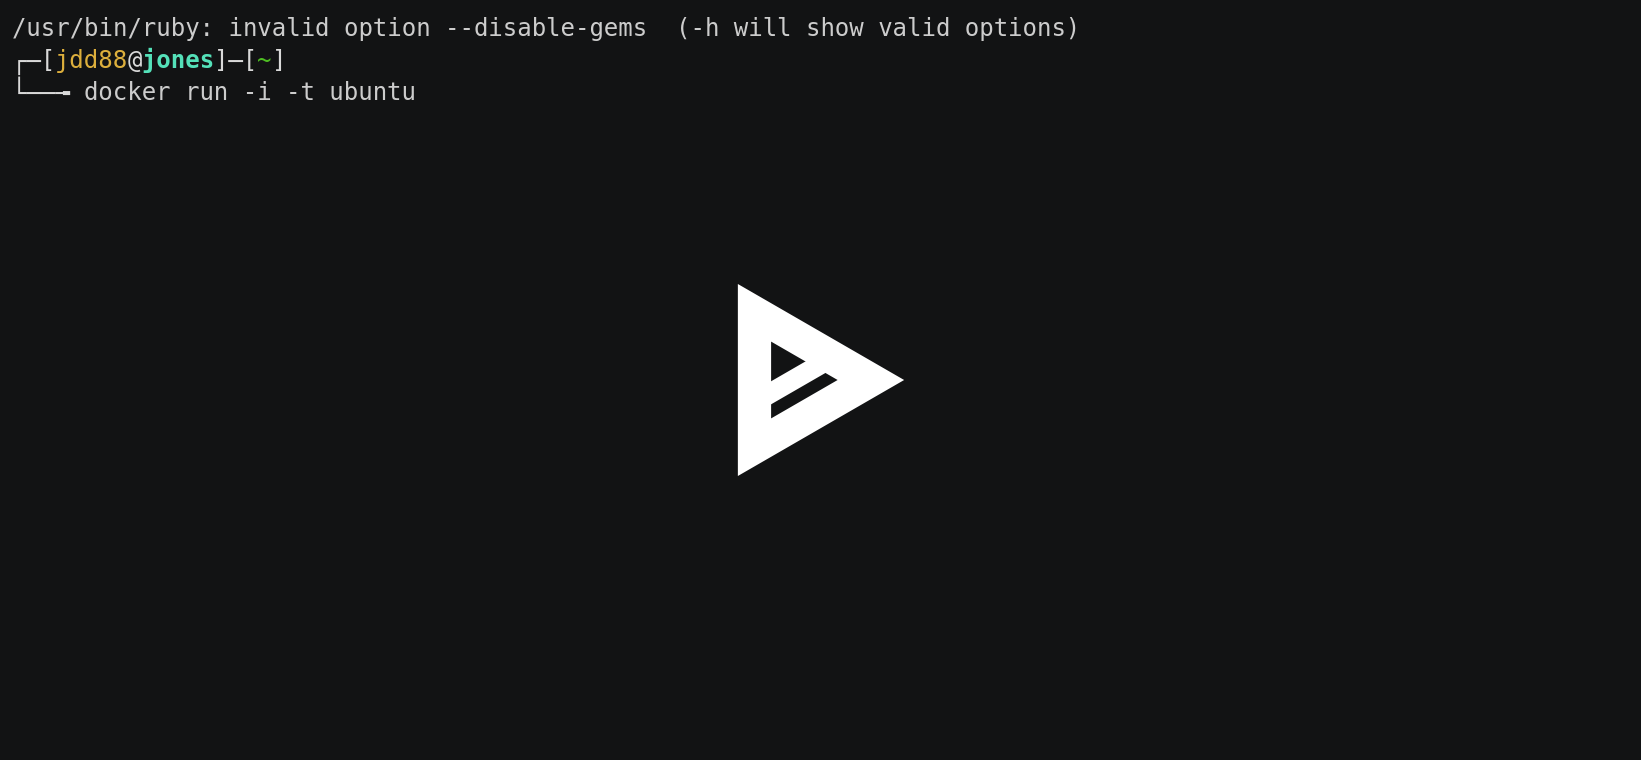 /usr/bin/ruby: invalid option --disable-gems  (-h will show valid options)
┌─[jdd88@jones]─[~]
└──╼ docker run -i -t ubuntu